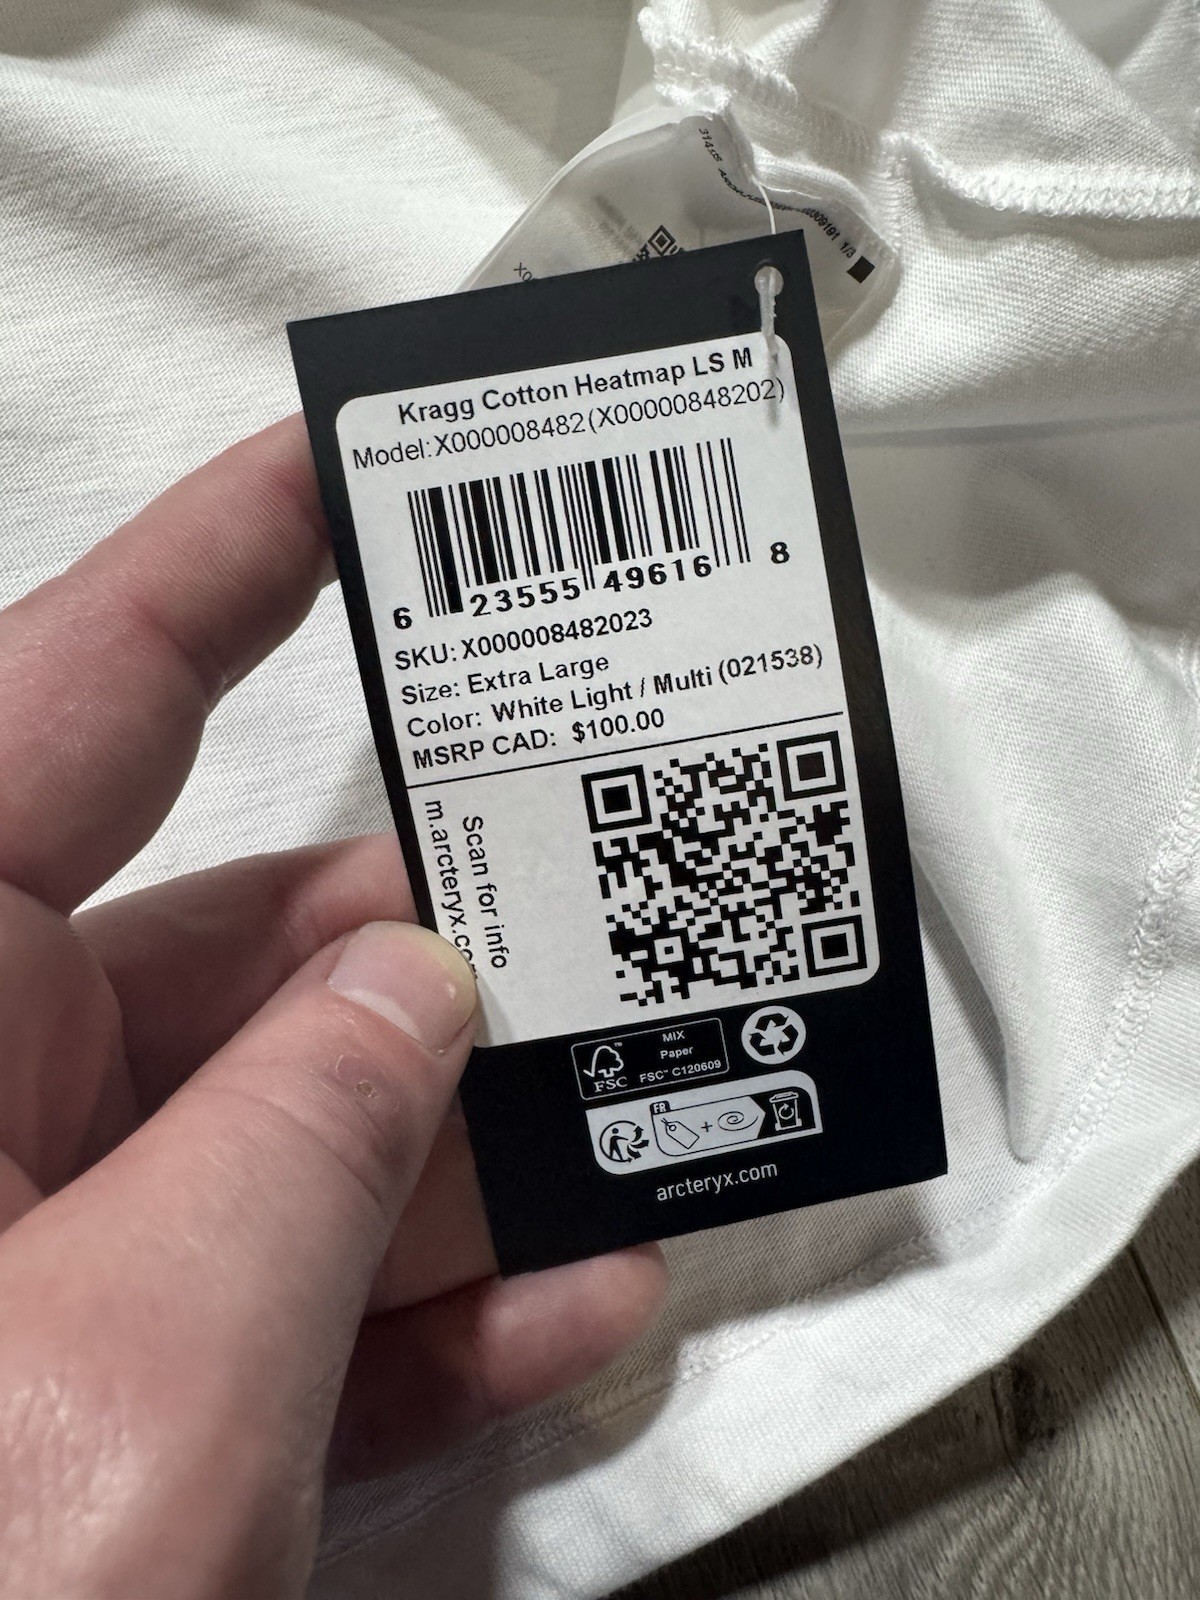 1/3
Kragg Cotton Heatmap LS M
Model:X000008482(X00000848202)
6 23555 49616 8
SKU: X000008482023
Size: Extra Large
Color: White Light / Multi (021538)
MSRP CAD: $100.00
Scan for info
m.arcteryx.co
FSC
MIX
Paper
FSC™ C120609
FR
+
arcteryx.com